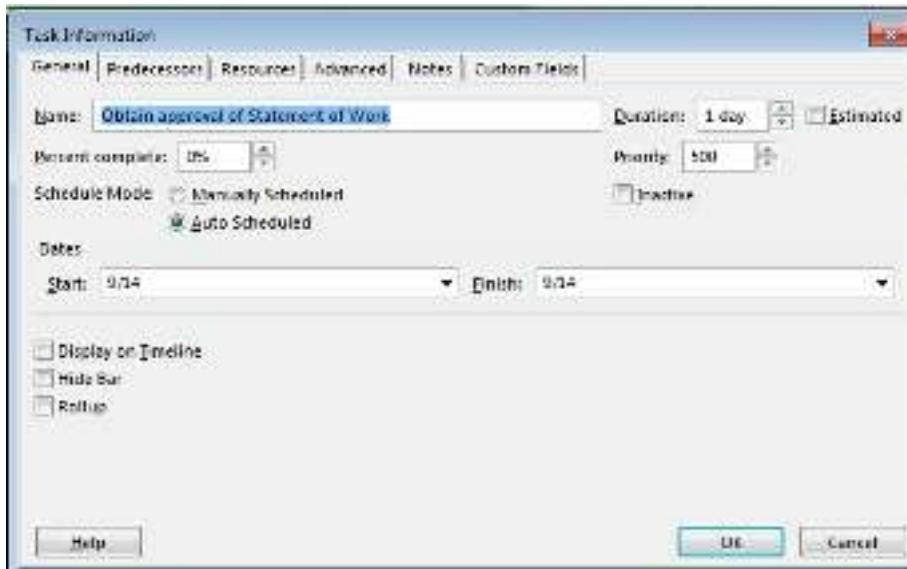 Task Information
General Predecessors Resources Advanced Notes Custom Fields
Name: Obtain approval of Statement of Work Duration: 1 day Estimated
Percent complete: 0% Priority: 500
Schedule Mode: Manually Scheduled Inactive
Auto Scheduled
Dates
Start: 9/14 Finish: 9/14
Display on Timeline
Hide Bar
Rollup
Help OK Cancel